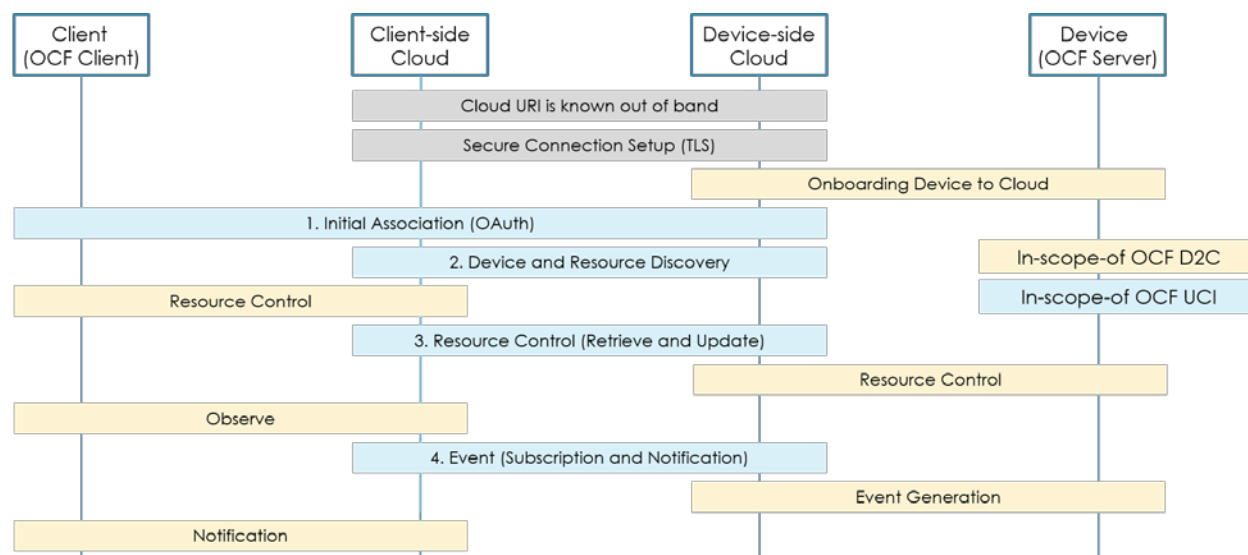 Client
(OCF Client)
Client-side
Cloud
Device-side
Cloud
Device
(OCF Server)
Cloud URI is known out of band
Secure Connection Setup (TLS)
Onboarding Device to Cloud
1. Initial Association (OAuth)
2. Device and Resource Discovery
In-scope-of OCF D2C
Resource Control
In-scope-of OCF UCI
3. Resource Control (Retrieve and Update)
Resource Control
Observe
4. Event (Subscription and Notification)
Event Generation
Notification